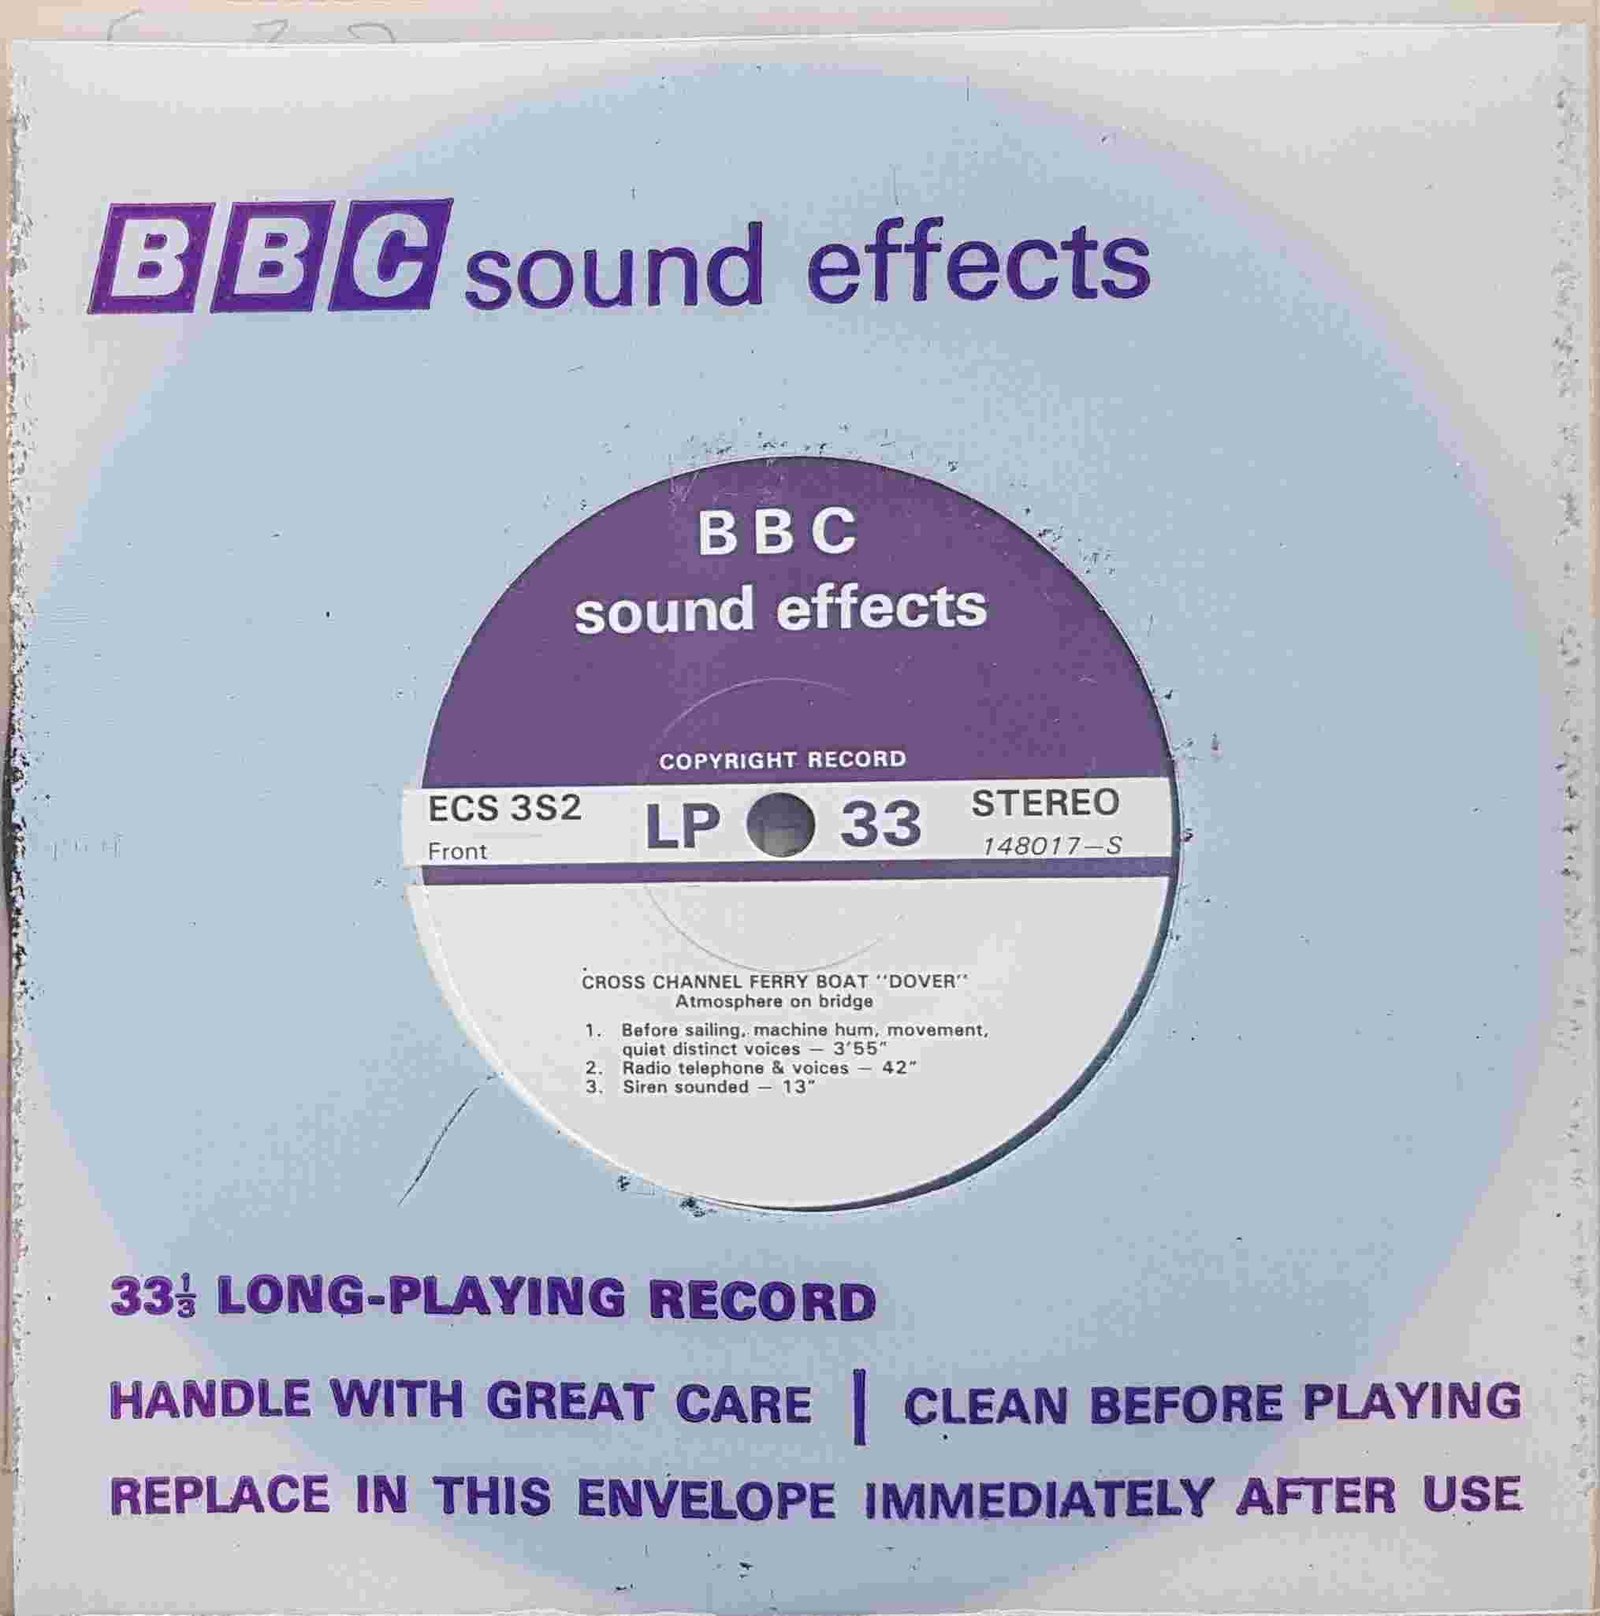 BBC sound effects
BBC
sound effects
COPYRIGHT RECORD
ECS 3S2 LP 33 STEREO
Front 148017–S
CROSS CHANNEL FERRY BOAT "DOVER"
Atmosphere on bridge
1. Before sailing, machine hum, movement,
quiet distinct voices – 3'55"
2. Radio telephone & voices – 42"
3. Siren sounded – 13"
33⅓ LONG-PLAYING RECORD
HANDLE WITH GREAT CARE | CLEAN BEFORE PLAYING
REPLACE IN THIS ENVELOPE IMMEDIATELY AFTER USE